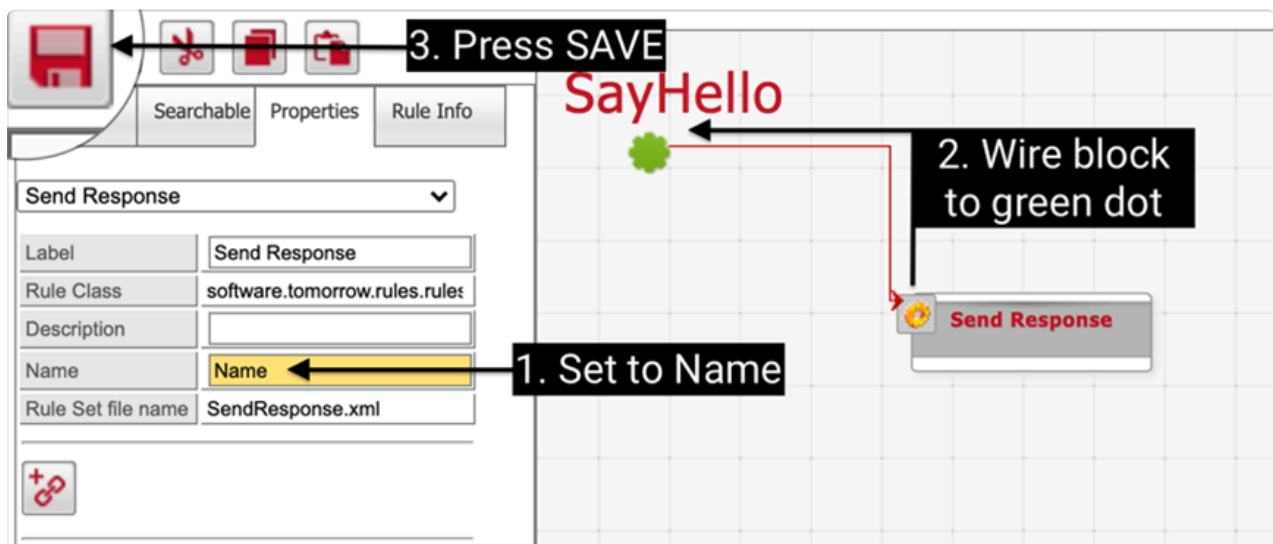 3. Press SAVE
Searchable
Properties
Rule Info
Send Response
Label
Send Response
Rule Class
software.tomorrow.rules.rules
Description
Name
Name
Rule Set file name
SendResponse.xml
1. Set to Name
SayHello
2. Wire block
to green dot
Send Response